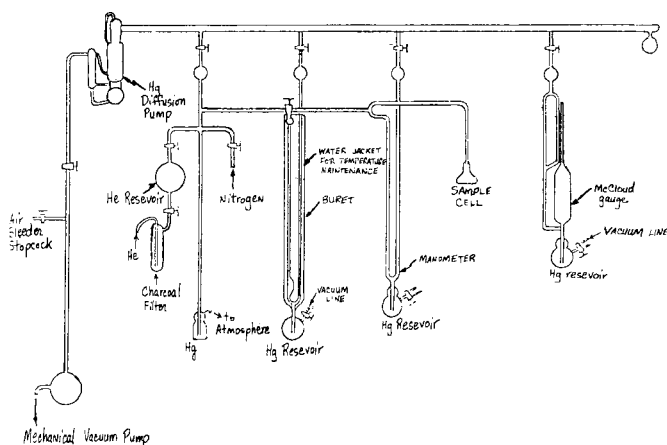 Hg
Diffusion
Pump
WATER JACKET
FOR TEMPERATURE
MAINTENANCE
He Reservoir
Nitrogen
BURET
SAMPLE
CELL
McCloud
gauge
Air
Bleeder
Stopcock
He
VACUUM LINE
Charcoal
Filter
MANOMETER
VACUUM
LINE
Hg reservoir
to
Atmosphere
Hg
Hg Reservoir
Hg Reservoir
Mechanical Vacuum Pump